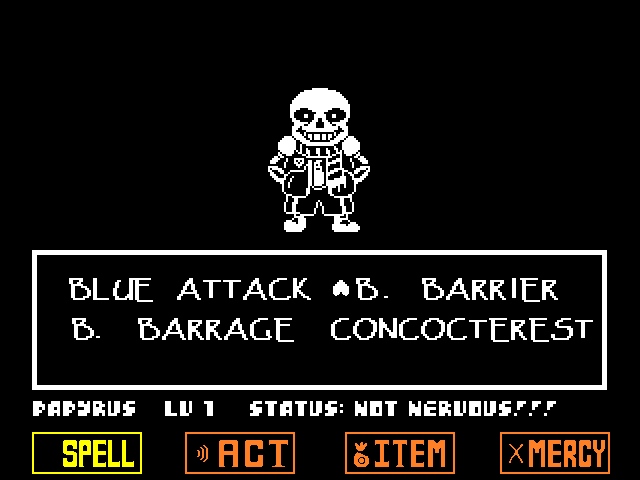 BLUE ATTACK B. BARRIER
B. BARRAGE CONCOCTEREST
PAPYRUS LV 1 STATUS: NOT NERVOUS!!!
SPELL ACT ITEM MERCY